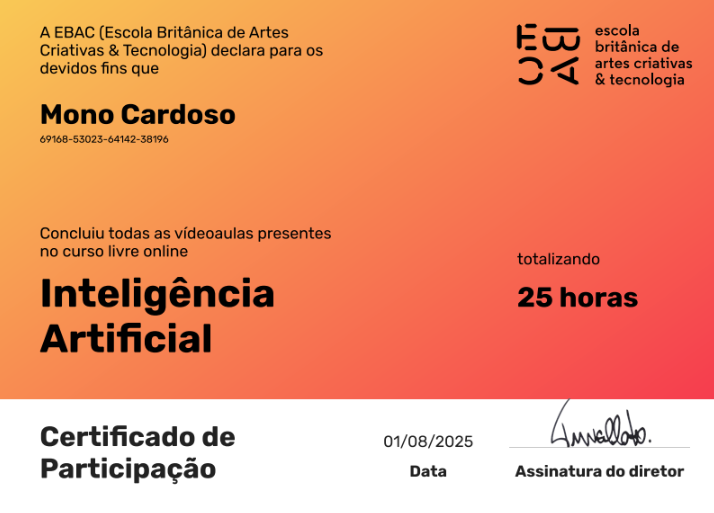 A EBAC (Escola Britânica de Artes
Criativas & Tecnologia) declara para os
devidos fins que
Mono Cardoso
69168-53023-64142-38196
EBAC
escola
britânica de
artes criativas
& tecnologia
Concluiu todas as vídeoaulas presentes
no curso livre online
Inteligência
Artificial
totalizando
25 horas
Certificado de
Participação
01/08/2025
Data
Assinatura do diretor